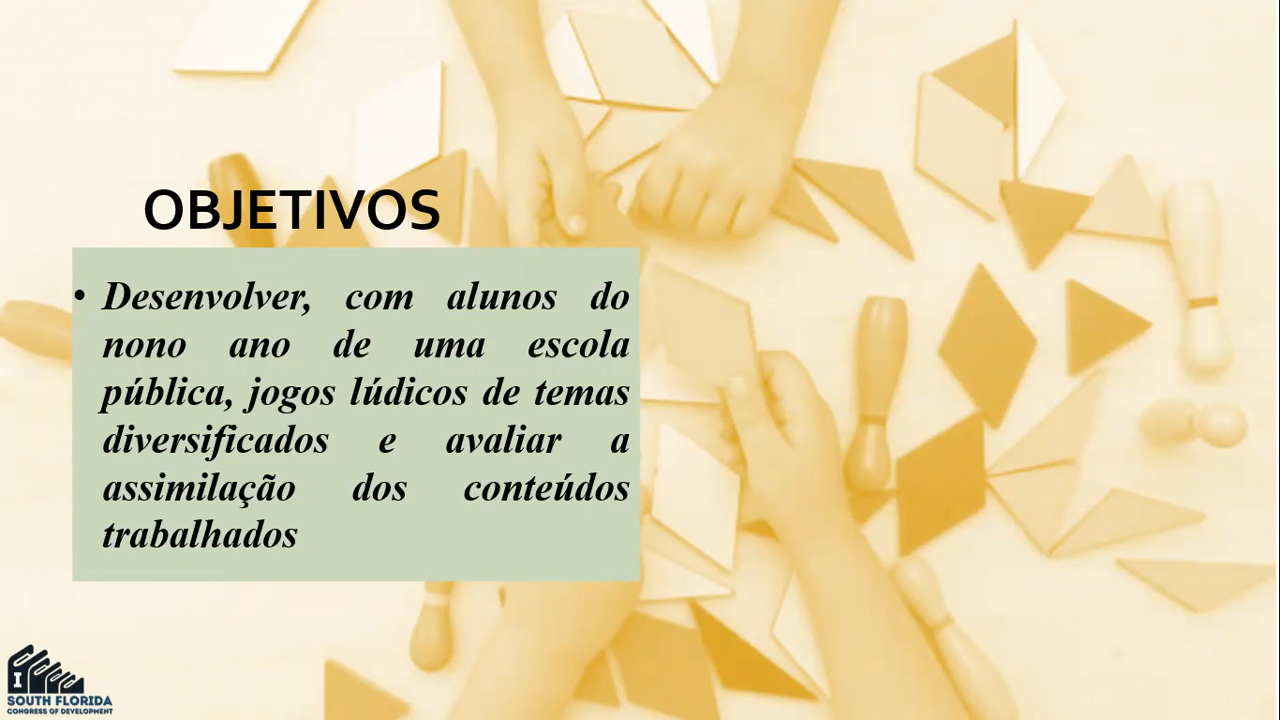 OBJETIVOS
• Desenvolver, com alunos do
nono ano de uma escola
pública, jogos lúdicos de temas
diversificados e avaliar a
assimilação dos conteúdos
trabalhados
I
SOUTH FLORIDA
CONGRESS OF DEVELOPMENT